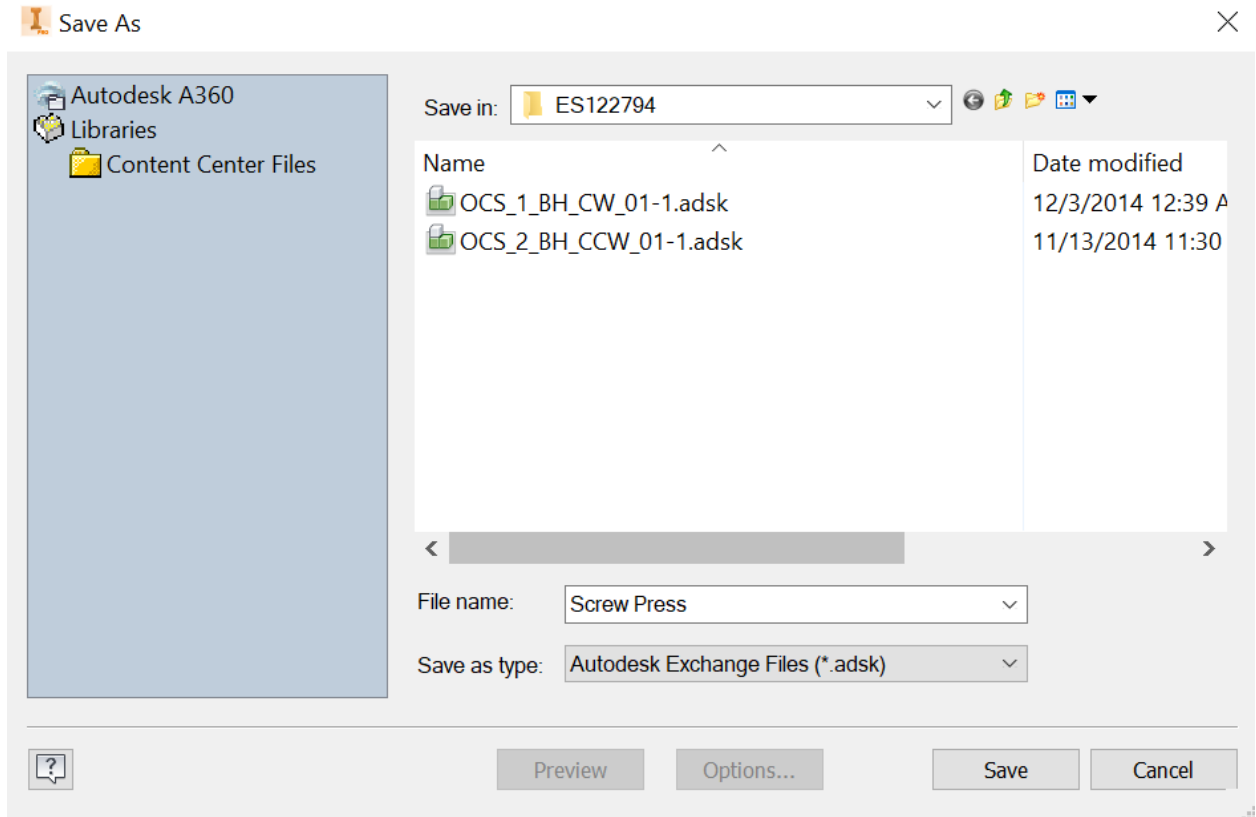 Save As
Autodesk A360
Libraries
Content Center Files
Save in: ES122794
Name Date modified
OCS_1_BH_CW_01-1.adsk 12/3/2014 12:39 A
OCS_2_BH_CCW_01-1.adsk 11/13/2014 11:30
File name: Screw Press
Save as type: Autodesk Exchange Files (*.adsk)
? Preview Options... Save Cancel